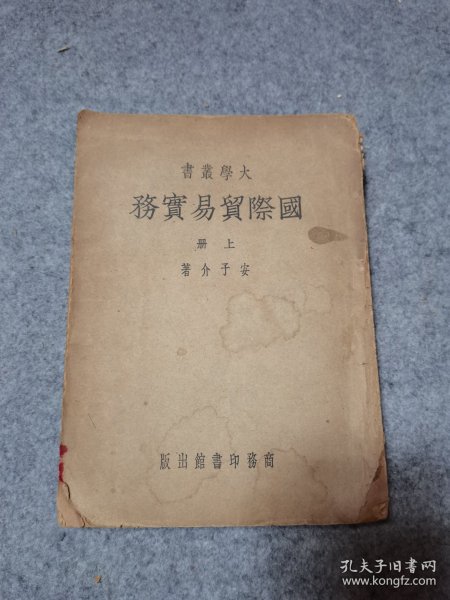 大學叢書
國際貿易實務
上册
安子介著
商務印書館出版
孔夫子旧书网
www.kongfz.com